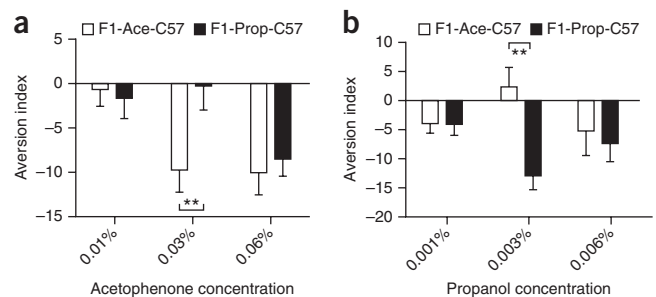 a
F1-Ace-C57 F1-Prop-C57
Aversion index
5
0
−5
−10
−15
**
0.01% 0.03% 0.06%
Acetophenone concentration
b
F1-Ace-C57 F1-Prop-C57
Aversion index
10
5
0
−5
−10
−15
−20
**
0.001% 0.003% 0.006%
Propanol concentration